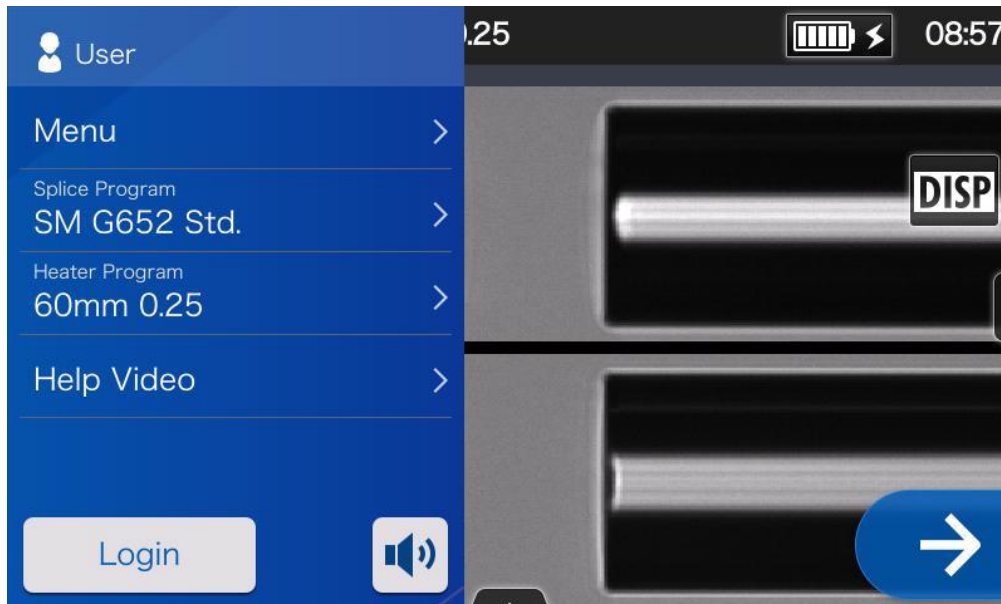 User
.25
08:57
Menu
Splice Program
SM G652 Std.
DISP
Heater Program
60mm 0.25
Help Video
Login